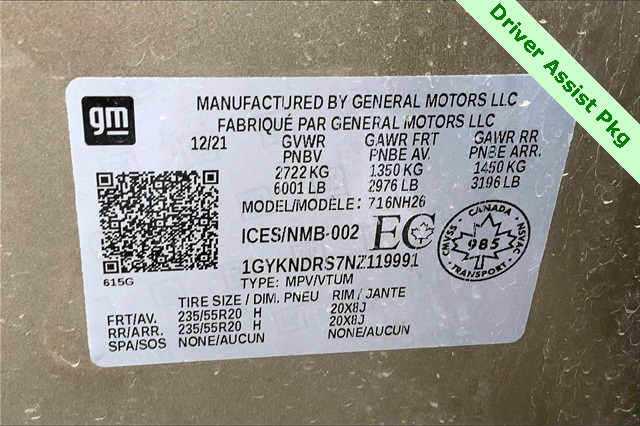 Driver Assist Pkg
gm
MANUFACTURED BY GENERAL MOTORS LLC
FABRIQUÉ PAR GENERAL MOTORS LLC
12/21 GVWR GAWR FRT GAWR RR
PNBV PNBE AV. PNBE ARR.
2722 KG 1350 KG 1450 KG
6001 LB 2976 LB 3196 LB
MODEL/MODÈLE: 716NH26
ICES/NMB-002 EC
CANADA
CMVSS 985 NSVAC
TRANSPORT
1GYKNDRS7NZ119991
615G
TYPE: MPV/VTUM
TIRE SIZE / DIM. PNEU RIM / JANTE
FRT/AV. 235/55R20 H 20X8J
RR/ARR. 235/55R20 H 20X8J
SPA/SOS NONE/AUCUN NONE/AUCUN